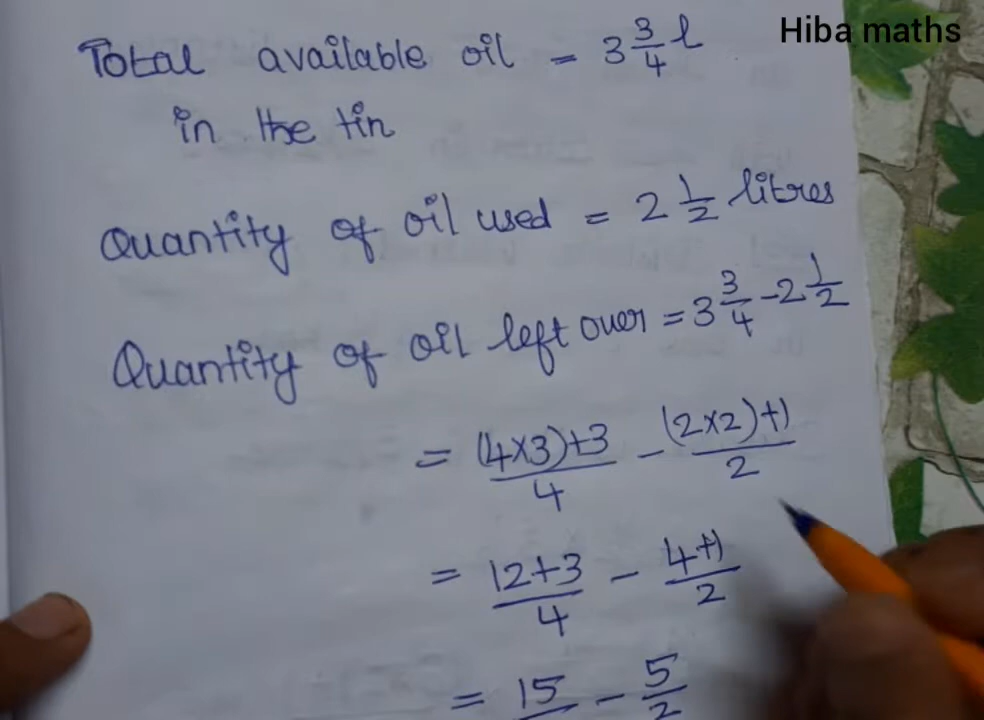 Hiba maths
Total available oil = 3 3/4 l
in the tin
Quantity of oil used = 2 1/2 litres
Quantity of oil left over = 3 3/4 - 2 1/2
= (4×3)+3/4 - (2×2)+1/2
= 12+3/4 - 4+1/2
= 15 - 5/2